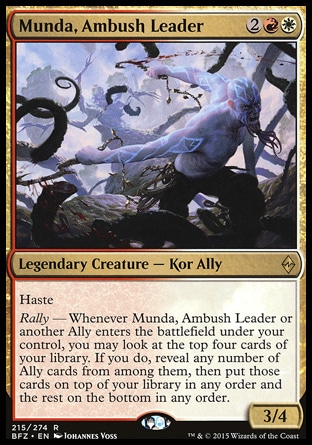 Munda, Ambush Leader 2
Legendary Creature — Kor Ally
Haste
Rally — Whenever Munda, Ambush Leader or
another Ally enters the battlefield under your
control, you may look at the top four cards of
your library. If you do, reveal any number of
Ally cards from among them, then put those
cards on top of your library in any order and
the rest on the bottom in any order.
3/4
215/274 R
BFZ • EN Johannes Voss
™ & © 2015 Wizards of the Coast